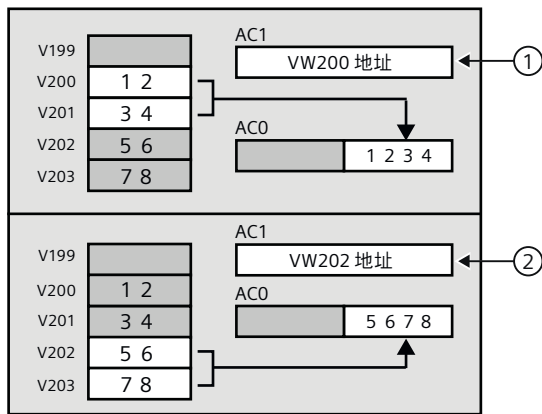 AC1
V199
VW200 地址
①
V200
1 2
V201
3 4
AC0
V202
5 6
1 2 3 4
V203
7 8
AC1
V199
VW202 地址
②
V200
1 2
AC0
V201
3 4
5 6 7 8
V202
5 6
V203
7 8